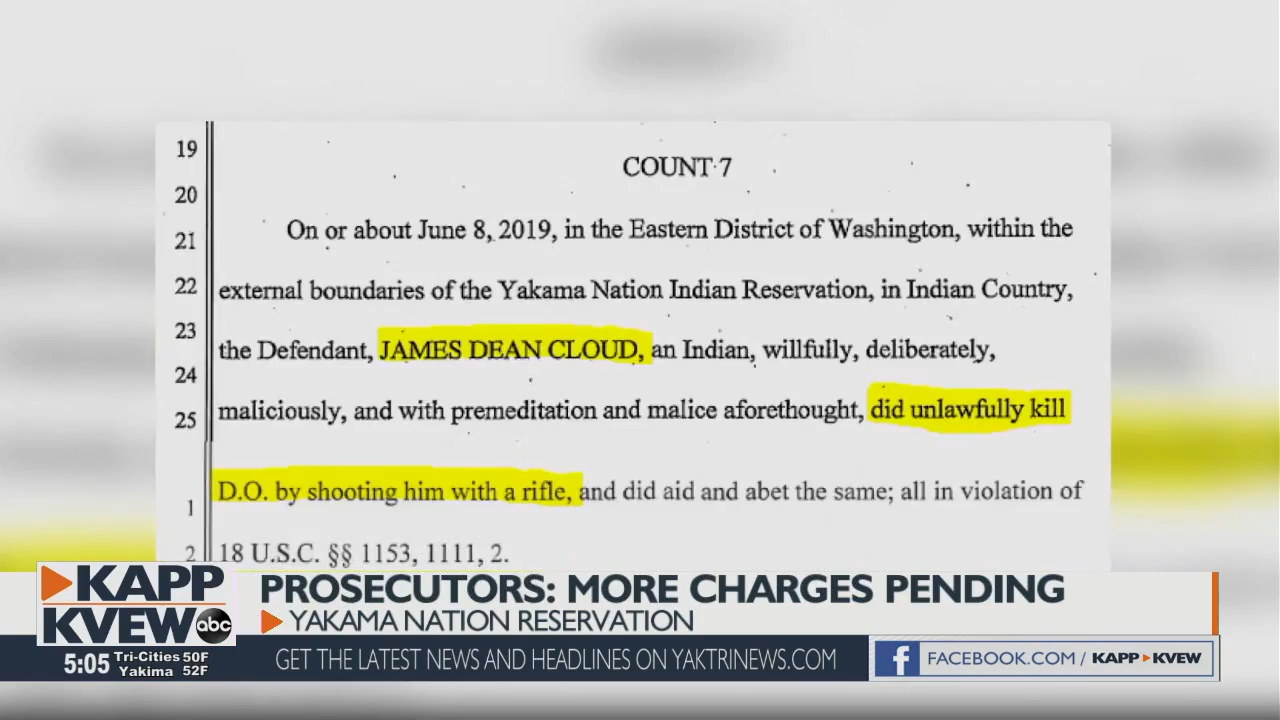 19
COUNT 7
20
21 On or about June 8, 2019, in the Eastern District of Washington, within the
22 external boundaries of the Yakama Nation Indian Reservation, in Indian Country,
23 the Defendant, JAMES DEAN CLOUD, an Indian, willfully, deliberately,
24
25 maliciously, and with premeditation and malice aforethought, did unlawfully kill
1 D.O. by shooting him with a rifle, and did aid and abet the same; all in violation of
2 18 U.S.C. §§ 1153, 1111, 2.
KAPP
KVEW abc
PROSECUTORS: MORE CHARGES PENDING
YAKAMA NATION RESERVATION
5:05 Tri-Cities 50F
Yakima 52F
GET THE LATEST NEWS AND HEADLINES ON YAKTRINEWS.COM
f FACEBOOK.COM / KAPP KVEW